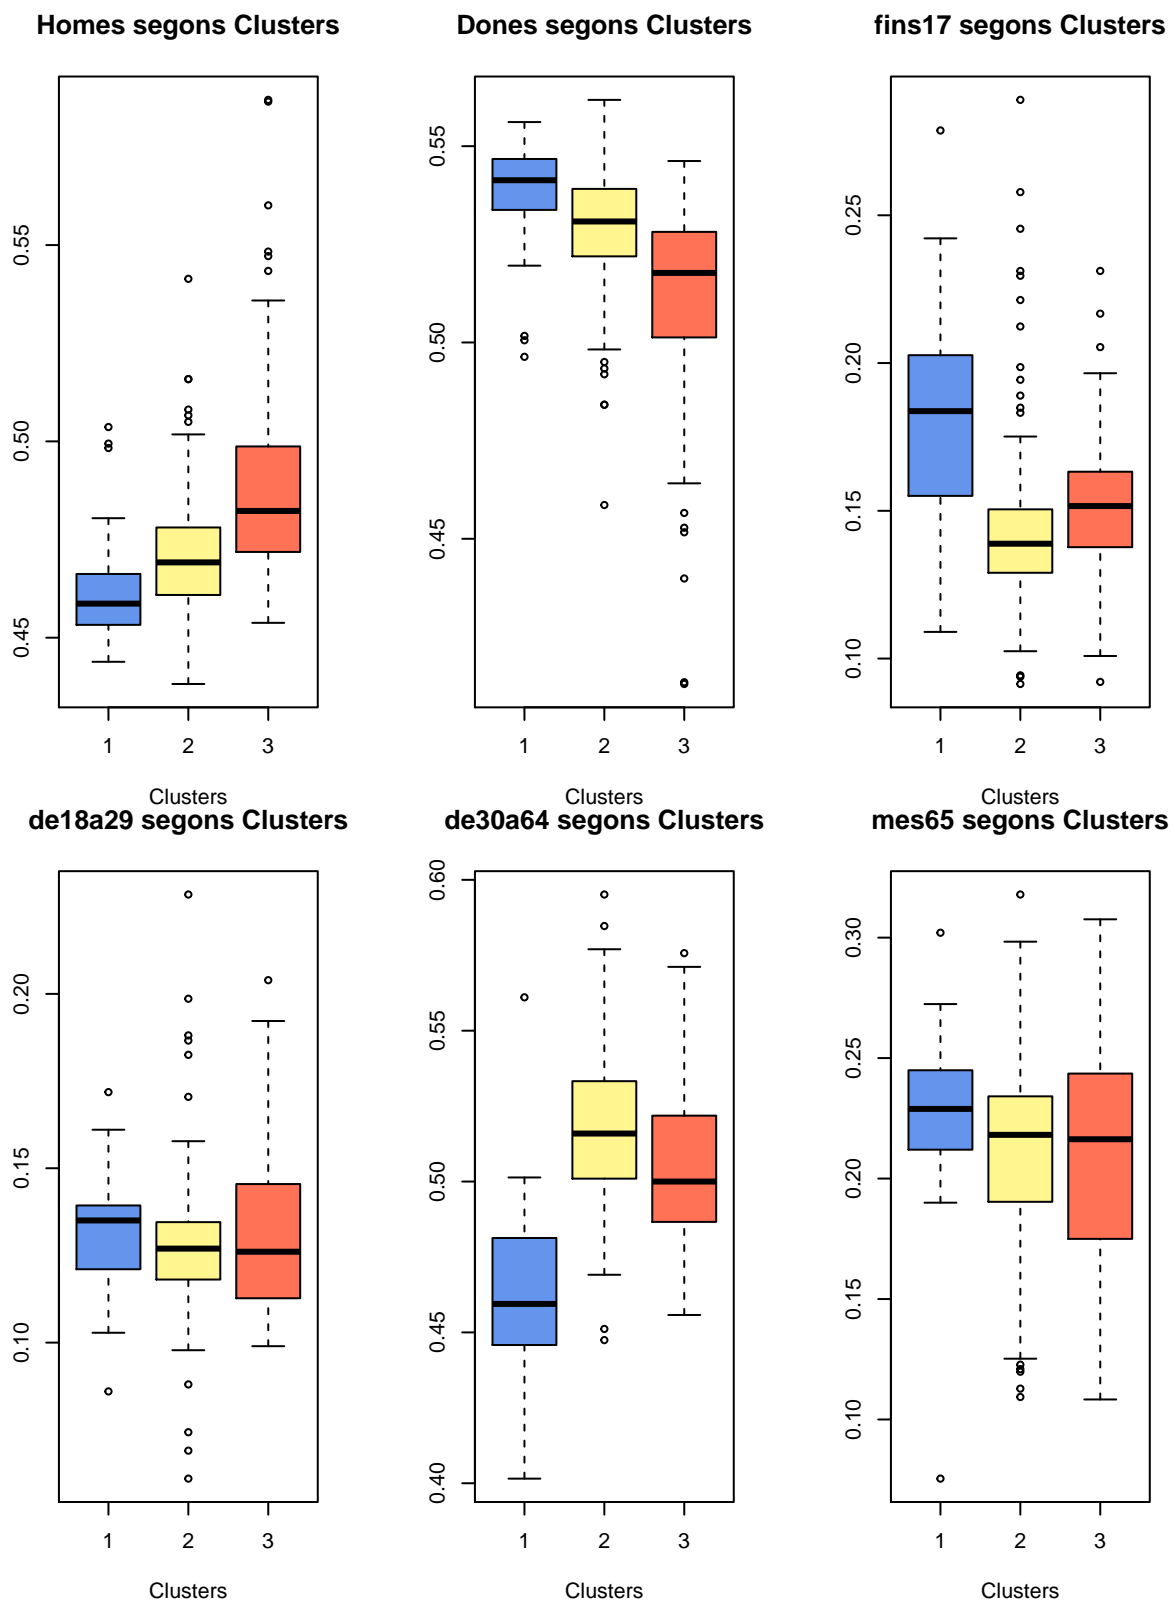 Homes segons Clusters
0.55
0.50
0.45
1 2 3
Clusters
Dones segons Clusters
0.55
0.50
0.45
1 2 3
Clusters
fins17 segons Clusters
0.25
0.20
0.15
0.10
1 2 3
Clusters
de18a29 segons Clusters
0.20
0.15
0.10
1 2 3
Clusters
de30a64 segons Clusters
0.60
0.55
0.50
0.45
0.40
1 2 3
Clusters
mes65 segons Clusters
0.30
0.25
0.20
0.15
0.10
1 2 3
Clusters